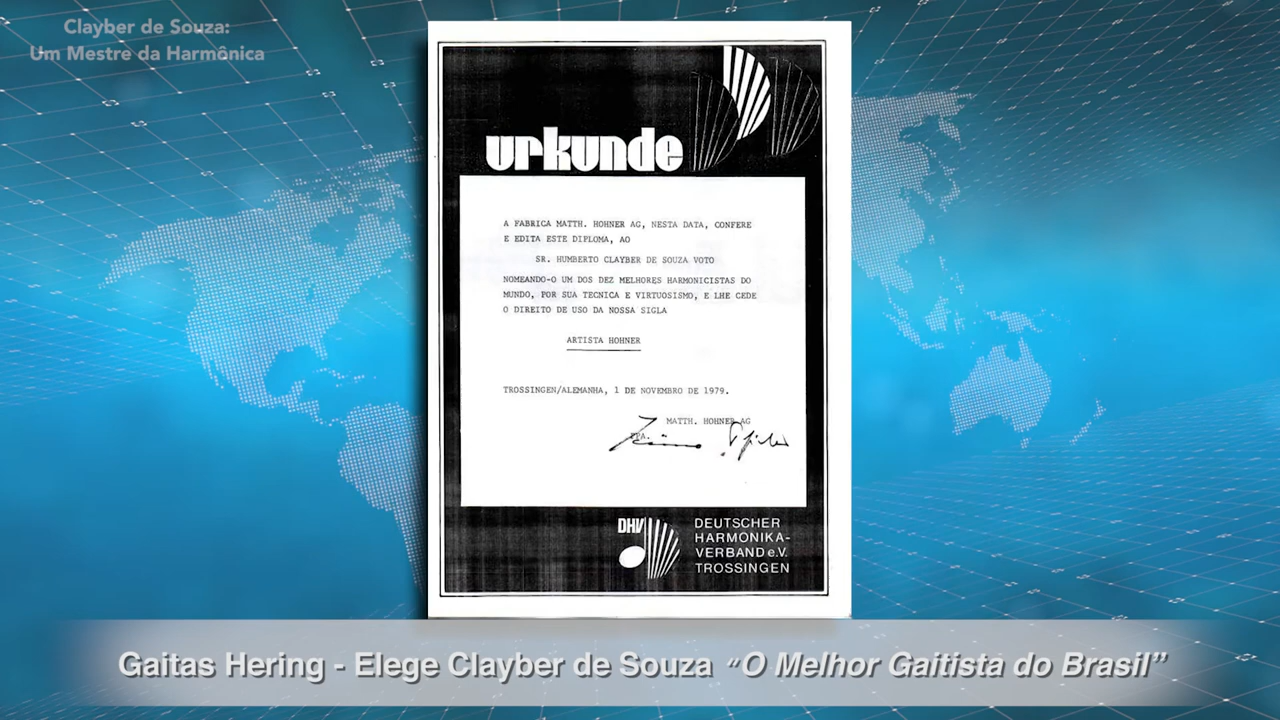 Clayber de Souza:
Um Mestre da Harmônica
urkunde
A FABRICA MATTH. HOHNER AG, NESTA DATA, CONFERE
E EDITA ESTE DIPLOMA, AO
SR. HUMBERTO CLAYBER DE SOUZA VOTO
NOMEANDO-O UM DOS DEZ MELHORES HARMONICISTAS DO
MUNDO, POR SUA TECNICA E VIRTUOSISMO, E LHE CEDE
O DIREITO DE USO DA NOSSA SIGLA
ARTISTA HOHNER
TROSSINGEN/ALEMANHA, 1 DE NOVEMBRO DE 1979.
MATTH. HOHNER AG
PPA.
DHV
DEUTSCHER
HARMONIKA-
VERBAND e.V.
TROSSINGEN
Gaitas Hering - Elege Clayber de Souza “O Melhor Gaitista do Brasil”